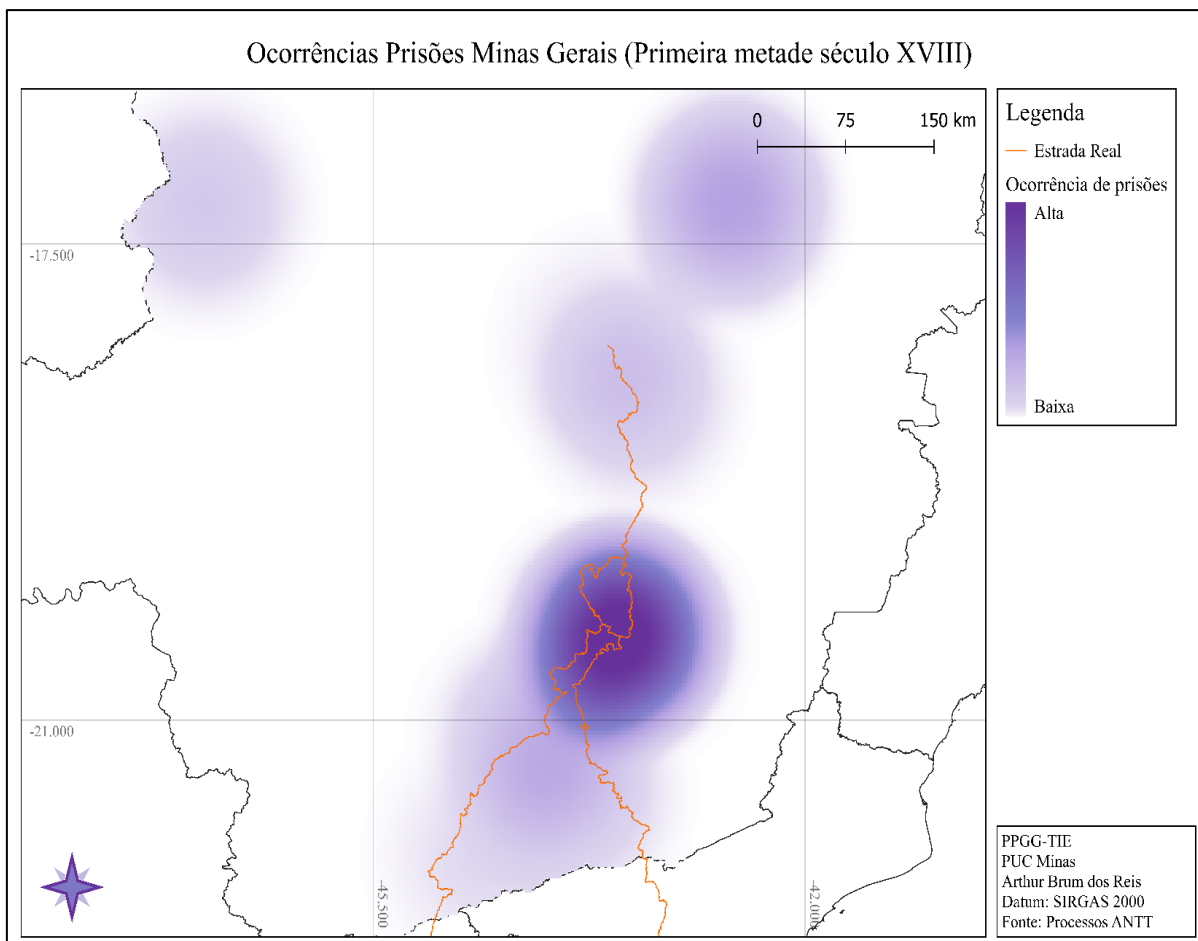 Ocorrências Prisões Minas Gerais (Primeira metade século XVIII)
0 75 150 km
-17.500
-21.000
-45.500
-42.000
Legenda
Estrada Real
Ocorrência de prisões
Alta
Baixa
PPGG-TIE
PUC Minas
Arthur Brum dos Reis
Datum: SIRGAS 2000
Fonte: Processos ANTT